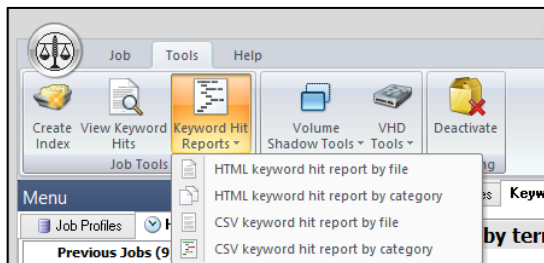 Job Tools Help
Create Index
View Keyword Hits
Keyword Hit Reports
Volume Shadow Tools
VHD Tools
Deactivate
Job Tools
HTML keyword hit report by file
HTML keyword hit report by category
CSV keyword hit report by file
CSV keyword hit report by category
Menu
Job Profiles
Previous Jobs (9
Keyw
by ter